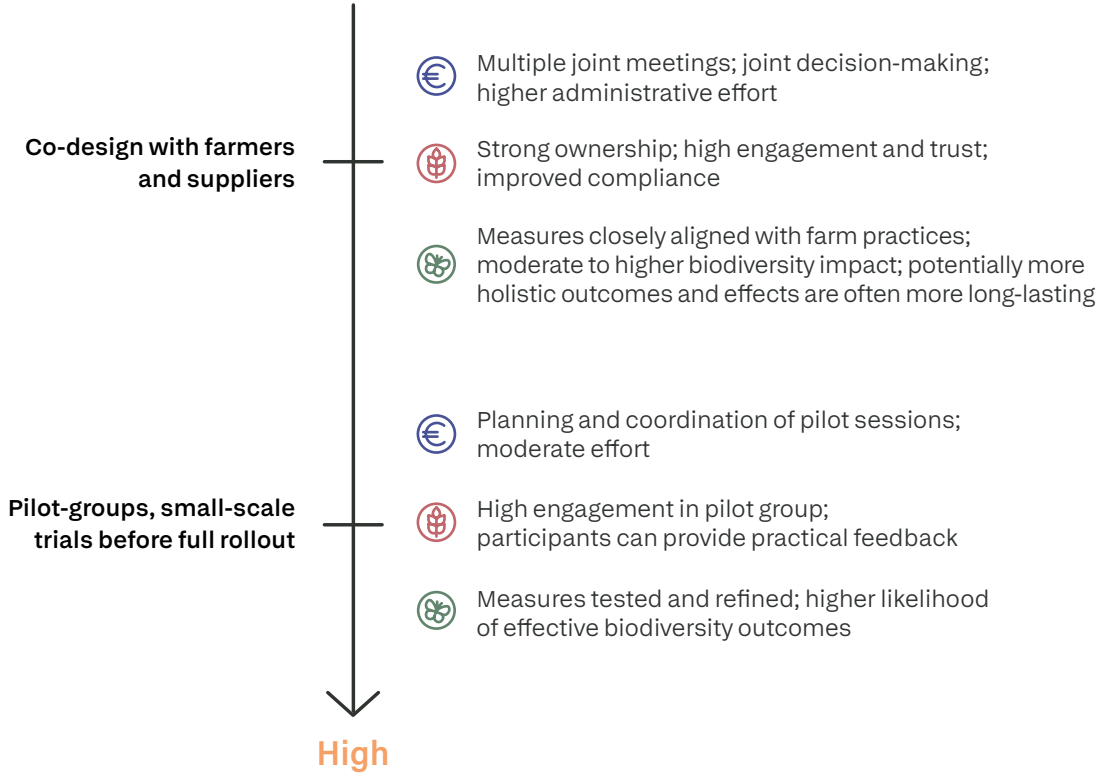 Co-design with farmers
and suppliers
Multiple joint meetings; joint decision-making;
higher administrative effort
Strong ownership; high engagement and trust;
improved compliance
Measures closely aligned with farm practices;
moderate to higher biodiversity impact; potentially more
holistic outcomes and effects are often more long-lasting
Pilot-groups, small-scale
trials before full rollout
Planning and coordination of pilot sessions;
moderate effort
High engagement in pilot group;
participants can provide practical feedback
Measures tested and refined; higher likelihood
of effective biodiversity outcomes
High